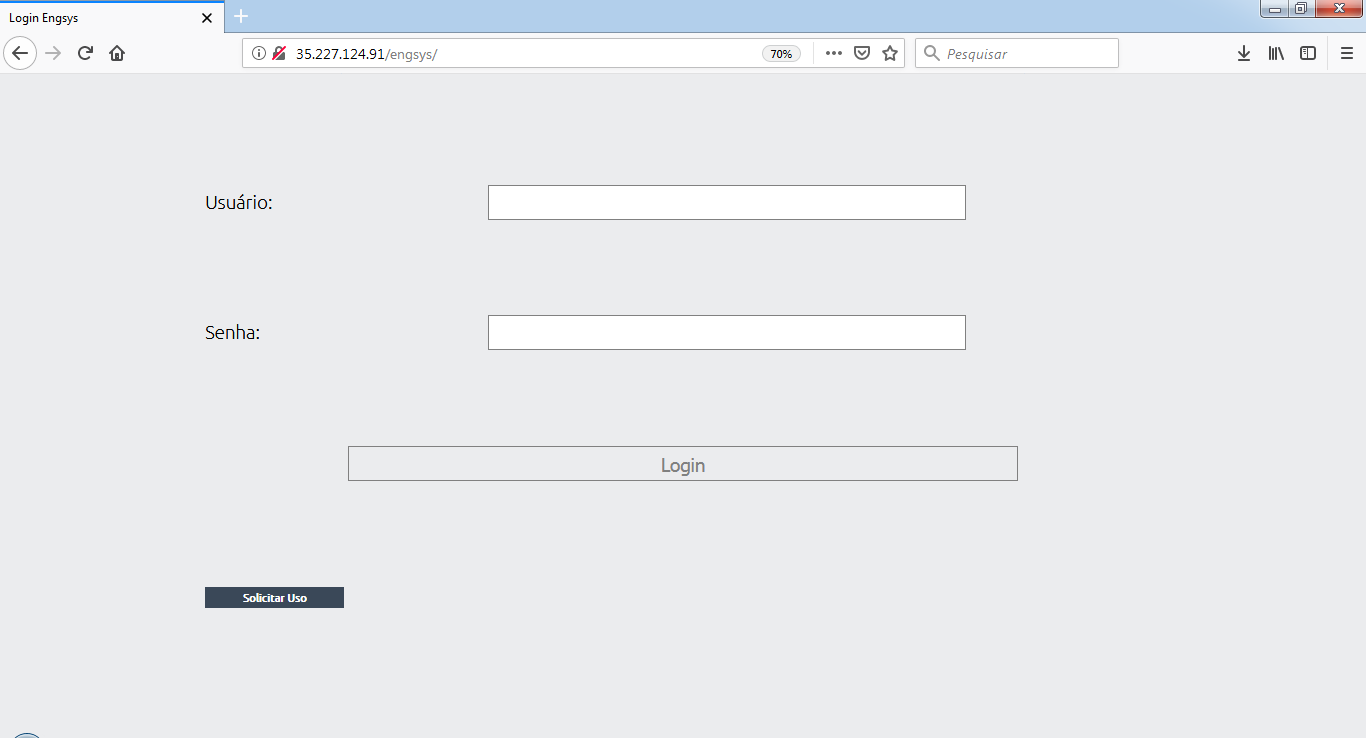 Login Engsys
35.227.124.91/engsys/
70%
Pesquisar
Usuário:
Senha:
Login
Solicitar Uso